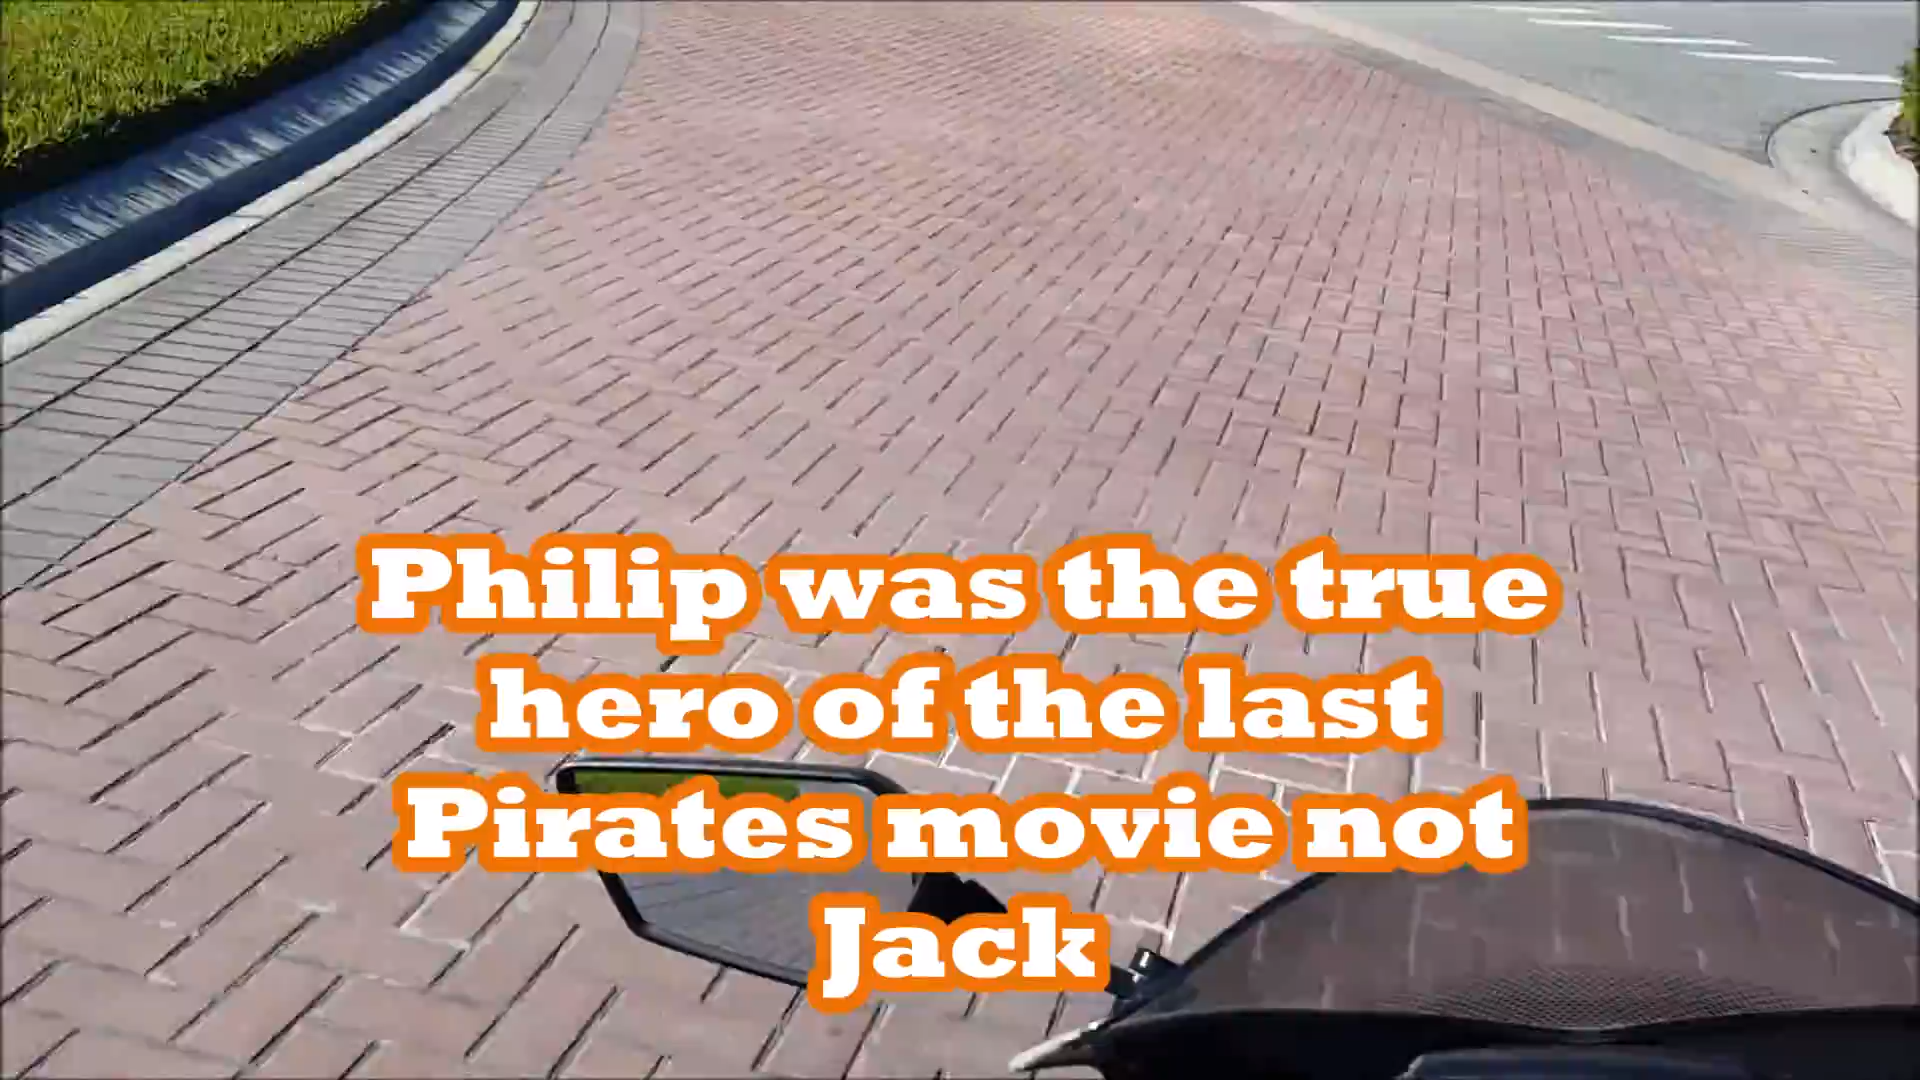 Philip was the true
hero of the last
Pirates movie not
Jack